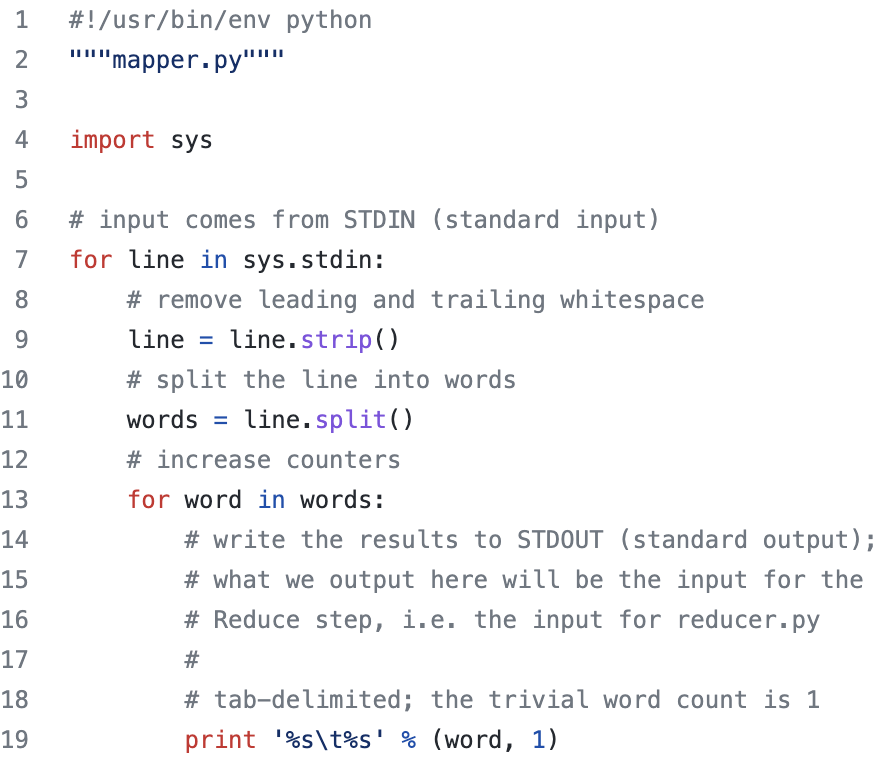 1 #!/usr/bin/env python
2 """mapper.py"""
3
4 import sys
5
6 # input comes from STDIN (standard input)
7 for line in sys.stdin:
8     # remove leading and trailing whitespace
9     line = line.strip()
10     # split the line into words
11     words = line.split()
12     # increase counters
13     for word in words:
14         # write the results to STDOUT (standard output);
15         # what we output here will be the input for the
16         # Reduce step, i.e. the input for reducer.py
17         #
18         # tab-delimited; the trivial word count is 1
19         print '%s\t%s' % (word, 1)